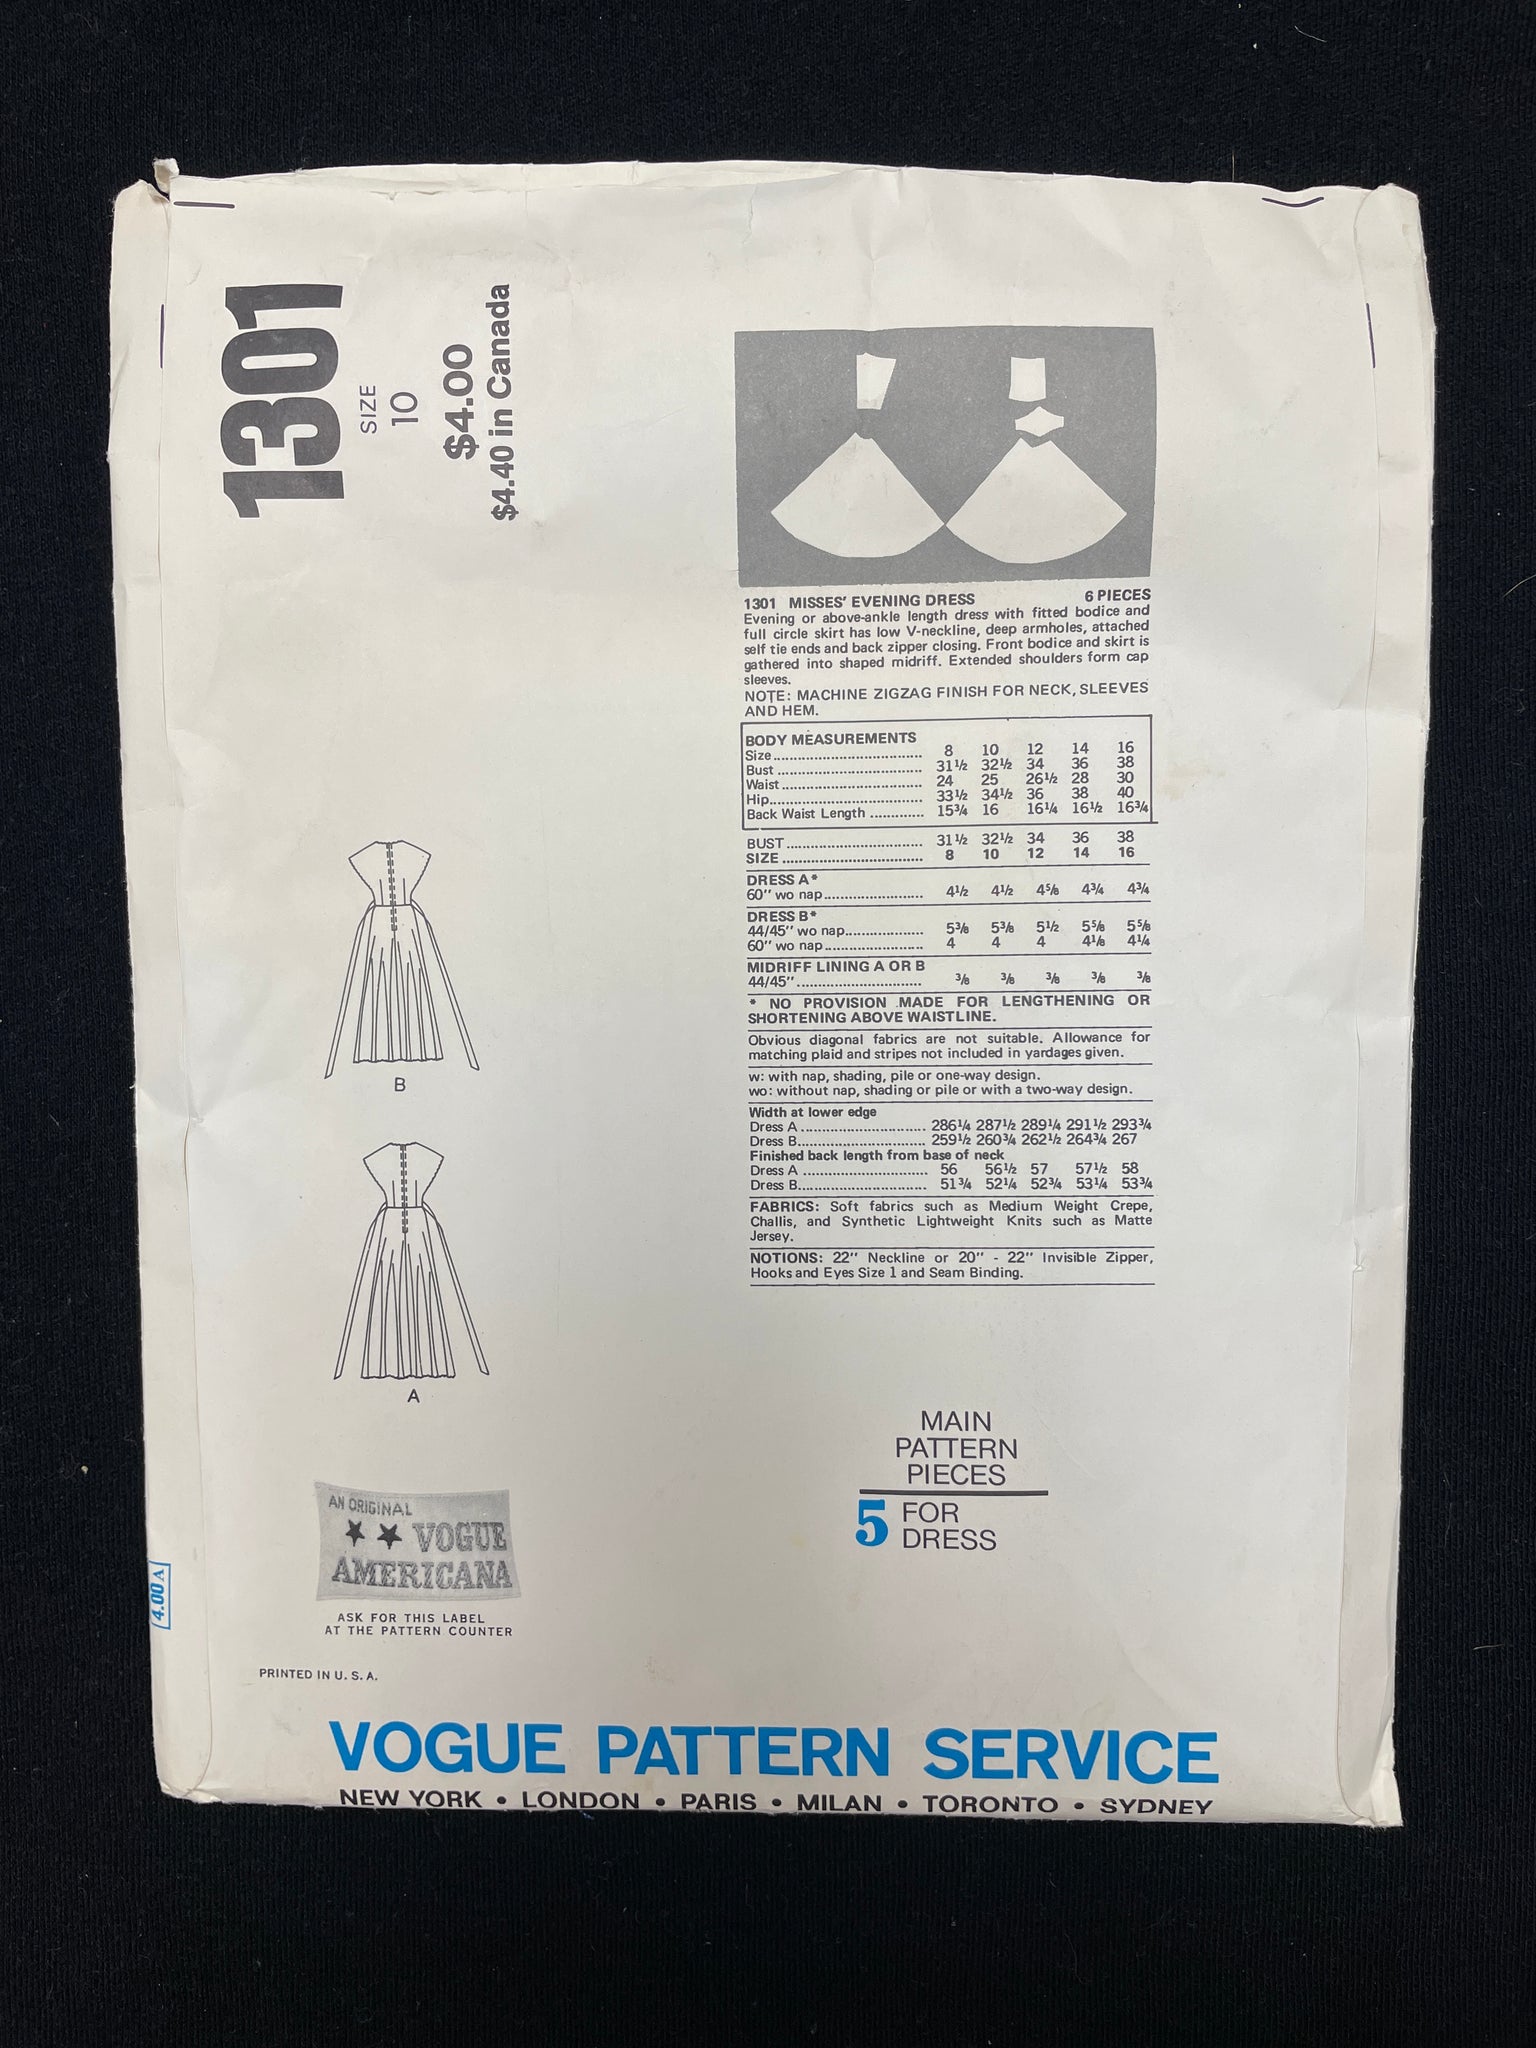 1301
SIZE
10
$4.00
$4.40 in Canada
1301 MISSES' EVENING DRESS 6 PIECES
Evening or above-ankle length dress with fitted bodice and
full circle skirt has low V-neckline, deep armholes, attached
self tie ends and back zipper closing. Front bodice and skirt is
gathered into shaped midriff. Extended shoulders form cap
sleeves.
NOTE: MACHINE ZIGZAG FINISH FOR NECK, SLEEVES
AND HEM.
BODY MEASUREMENTS
Size 8 10 12 14 16
Bust 31½ 32½ 34 36 38
Waist 24 25 26½ 28 30
Hip 33½ 34½ 36 38 40
Back Waist Length 15¾ 16 16¼ 16½ 16¾
BUST 31½ 32½ 34 36 38
SIZE 8 10 12 14 16
DRESS A*
60" wo nap 4½ 4½ 4⅝ 4¾ 4¾
DRESS B*
44/45" wo nap 5⅜ 5⅜ 5½ 5⅝ 5⅝
60" wo nap 4 4 4 4⅛ 4¼
MIDRIFF LINING A OR B
44/45" ⅜ ⅜ ⅜ ⅜ ⅜
* NO PROVISION MADE FOR LENGTHENING OR
SHORTENING ABOVE WAISTLINE.
Obvious diagonal fabrics are not suitable. Allowance for
matching plaid and stripes not included in yardages given.
w: with nap, shading, pile or one-way design.
wo: without nap, shading or pile or with a two-way design.
Width at lower edge
Dress A 286¼ 287½ 289¼ 291½ 293¾
Dress B 259½ 260¾ 262½ 264¾ 267
Finished back length from base of neck
Dress A 56 56½ 57 57½ 58
Dress B 51¾ 52¼ 52¾ 53¼ 53¾
FABRICS: Soft fabrics such as Medium Weight Crepe,
Challis, and Synthetic Lightweight Knits such as Matte
Jersey.
NOTIONS: 22" Neckline or 20" - 22" Invisible Zipper,
Hooks and Eyes Size 1 and Seam Binding.
B
A
MAIN
PATTERN
PIECES
5 FOR
DRESS
AN ORIGINAL
VOGUE
AMERICANA
ASK FOR THIS LABEL
AT THE PATTERN COUNTER
4.00 A
PRINTED IN U. S. A.
VOGUE PATTERN SERVICE
NEW YORK • LONDON • PARIS • MILAN • TORONTO • SYDNEY